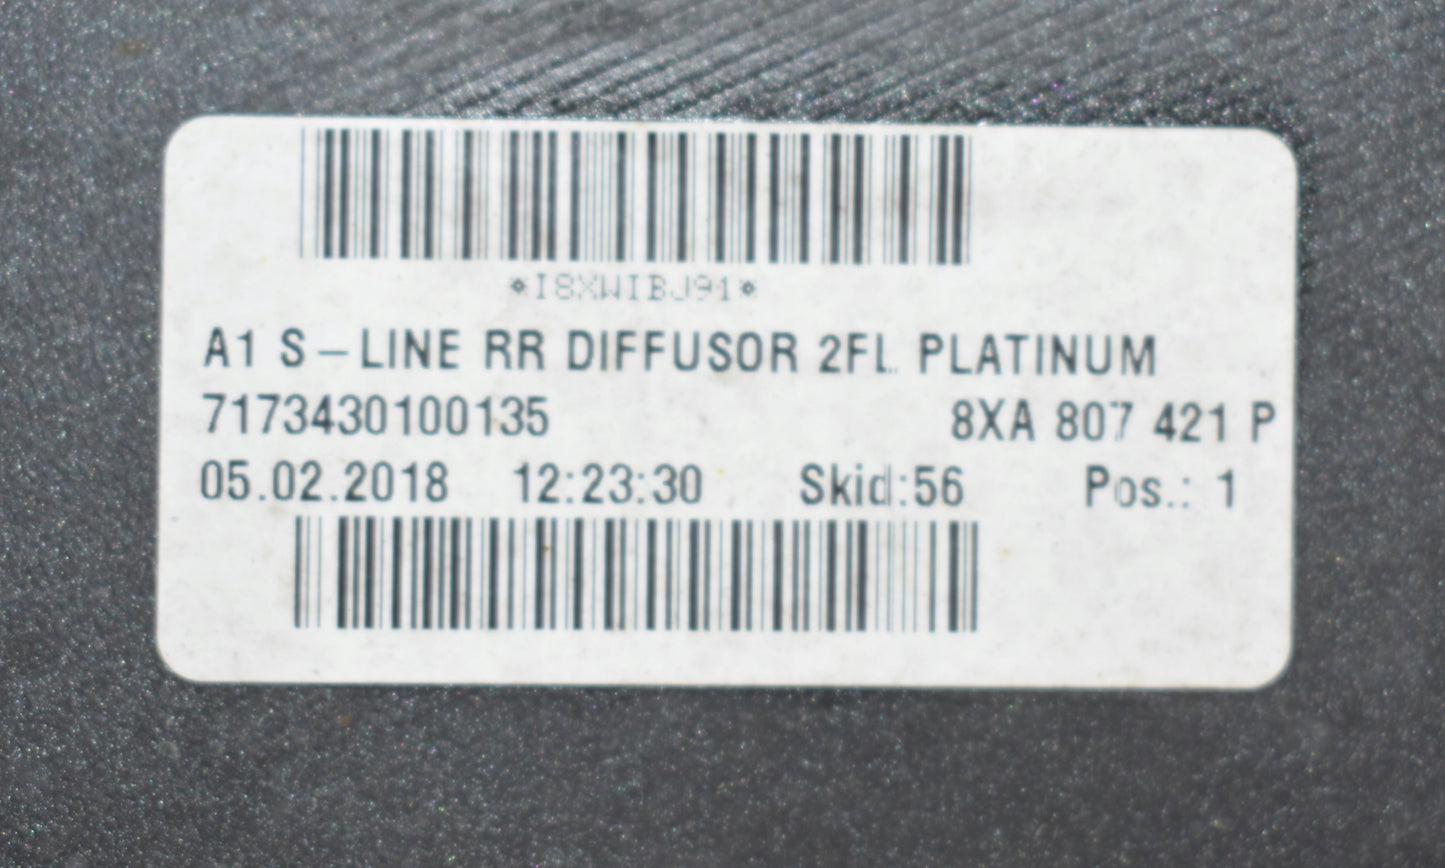 *I8XWIBJ91*
A1 S-LINE RR DIFFUSOR 2FL. PLATINUM
7173430100135 8XA 807 421 P
05.02.2018 12:23:30 Skid:56 Pos.: 1